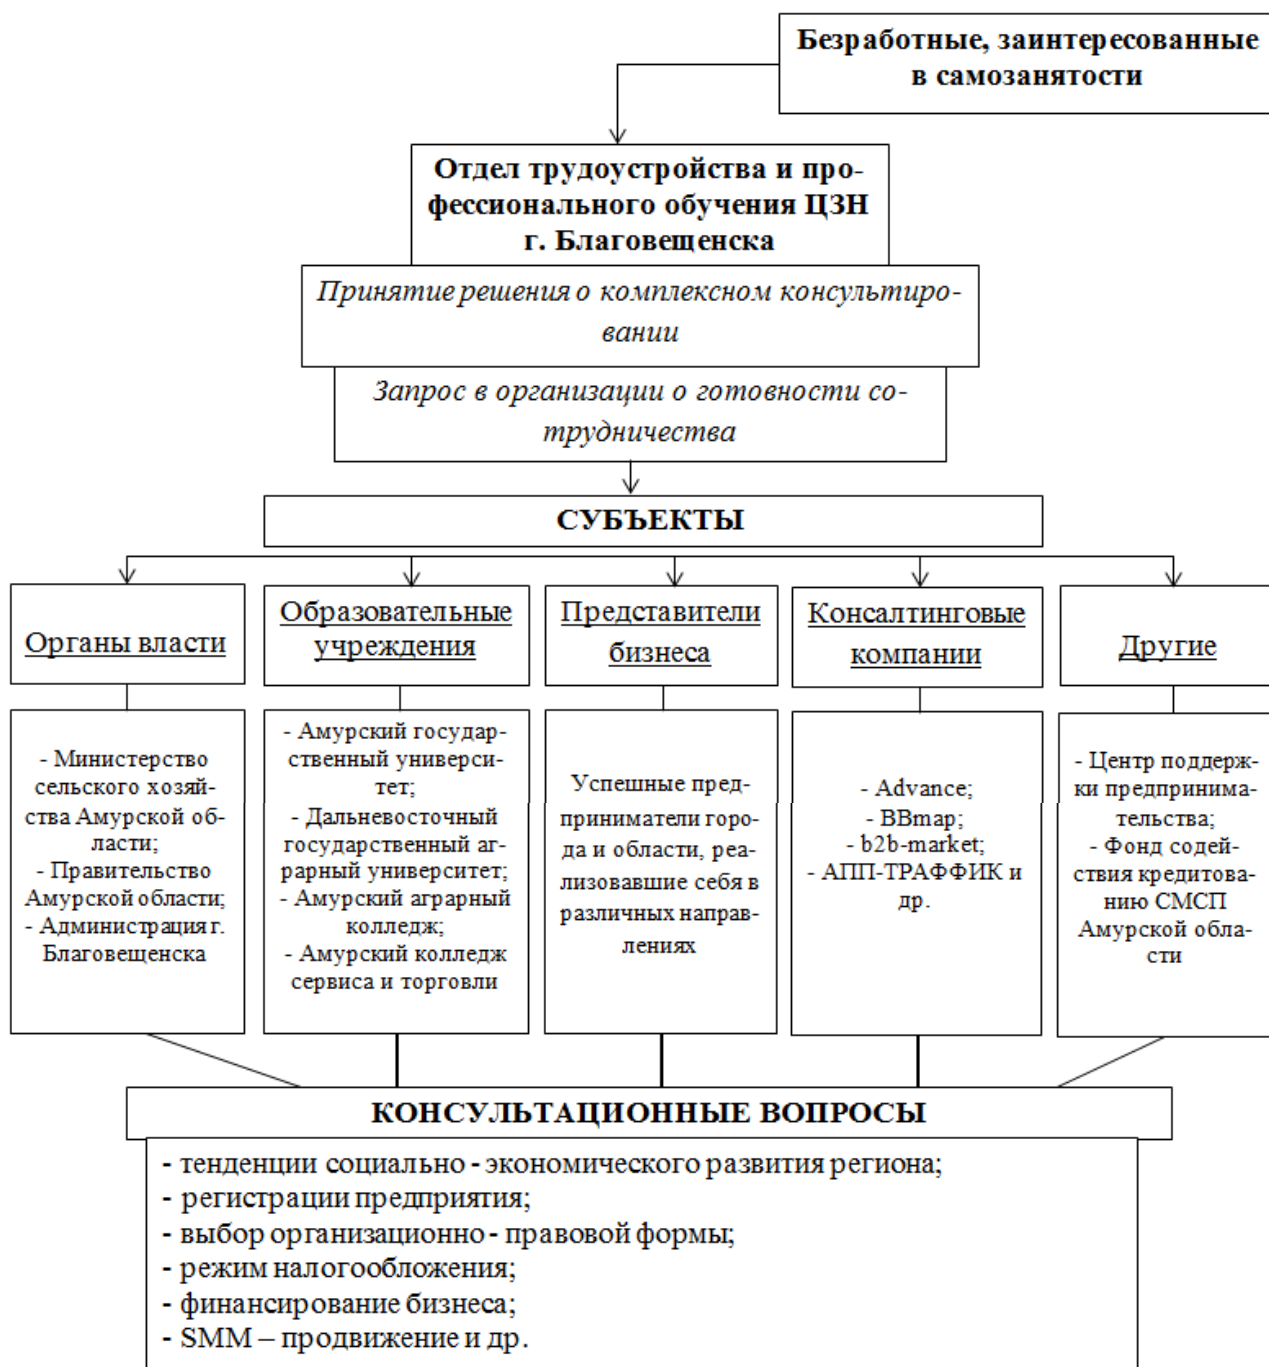 Безработные, заинтересованные
в самозанятости
Отдел трудоустройства и про-
фессионального обучения ЦЗН
г. Благовещенска
Принятие решения о комплексном консультиро-
вании
Запрос в организации о готовности со-
трудничества
СУБЪЕКТЫ
Органы власти
Образовательные
учреждения
Представители
бизнеса
Консалтинговые
компании
Другие
- Министерство
сельского хозяй-
ства Амурской об-
ласти;
- Правительство
Амурской области;
- Администрация г.
Благовещенска
- Амурский государ-
ственный универси-
тет;
- Дальневосточный
государственный аг-
рарный университет;
- Амурский аграрный
колледж;
- Амурский колледж
сервиса и торговли
Успешные пред-
приниматели горо-
да и области, реа-
лизовавшие себя в
различных направ-
лениях
- Advance;
- BBmap;
- b2b-market;
- АПП-ТРАФФИК и
др.
- Центр поддерж-
ки предпринима-
тельства;
- Фонд содей-
ствия кредитова-
нию СМСП
Амурской обла-
сти
КОНСУЛЬТАЦИОННЫЕ ВОПРОСЫ
- тенденции социально - экономического развития региона;
- регистрации предприятия;
- выбор организационно - правовой формы;
- режим налогообложения;
- финансирование бизнеса;
- SMM – продвижение и др.